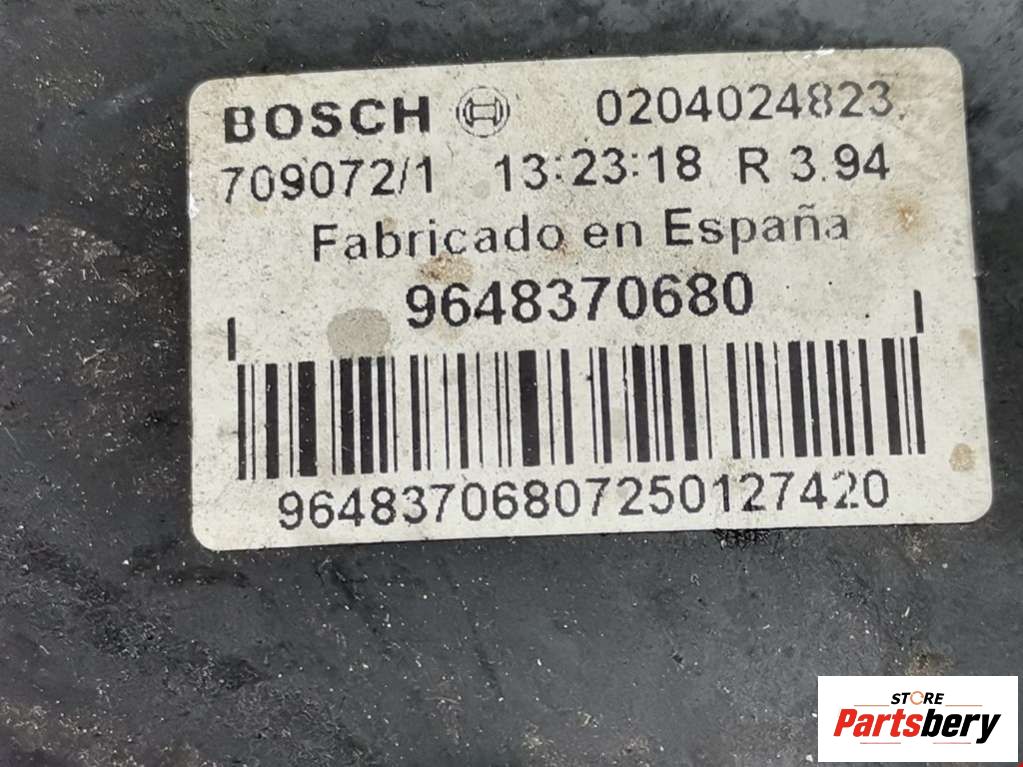 BOSCH 0204024823
709072/1 13:23:18 R 3.94
Fabricado en España
9648370680
96483706807250127420
STORE
Partsbery